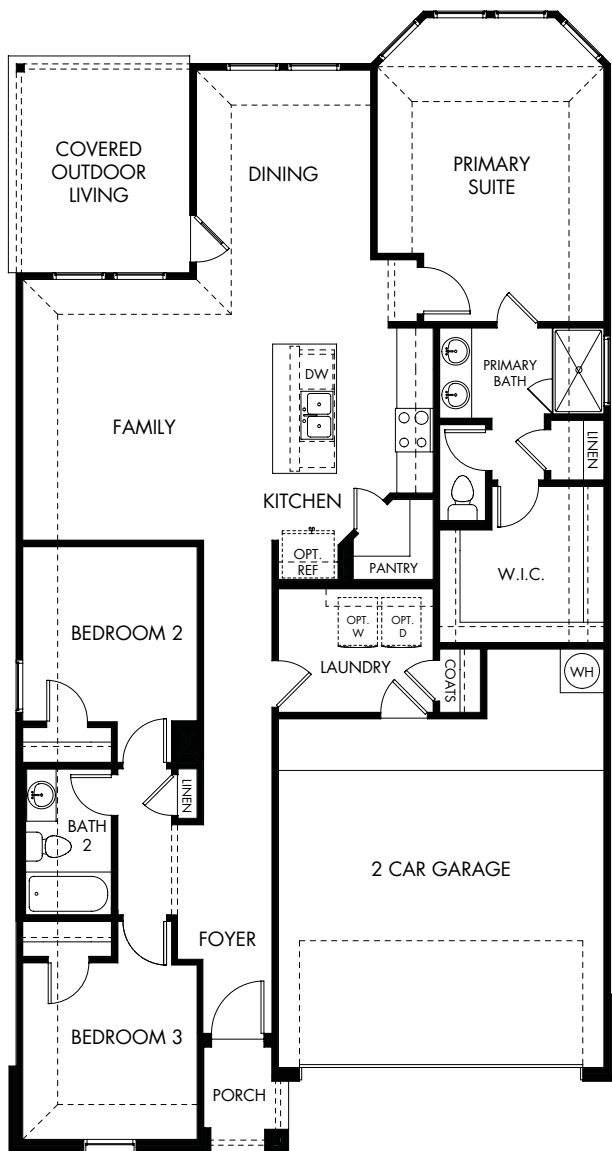 COVERED
OUTDOOR
LIVING
DINING
PRIMARY
SUITE
DW
PRIMARY
BATH
FAMILY
LINEN
KITCHEN
OPT.
REF
PANTRY
W.I.C.
OPT.
W
OPT.
D
BEDROOM 2
LAUNDRY
COATS
WH
LINEN
BATH
2
2 CAR GARAGE
FOYER
BEDROOM 3
PORCH